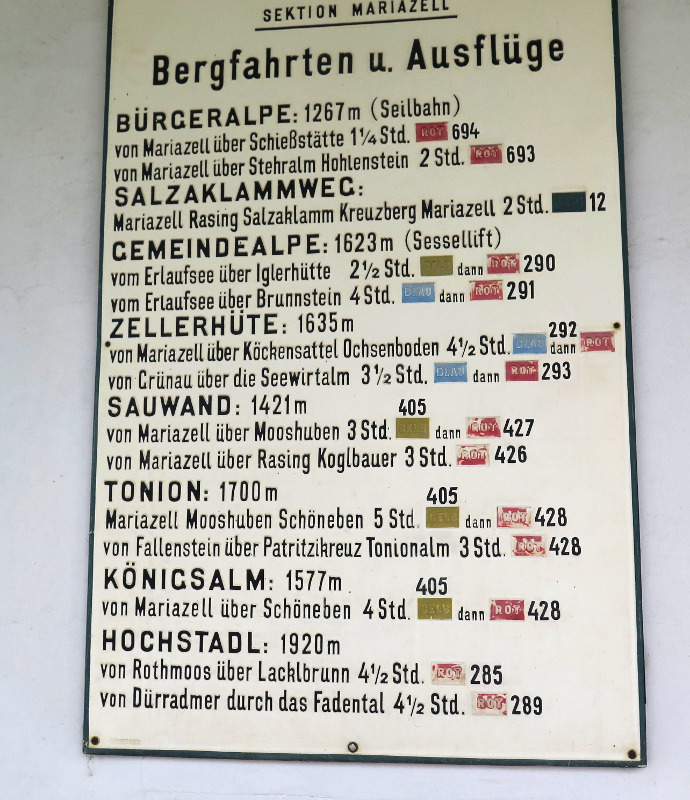 SEKTION MARIAZELL
Bergfahrten u. Ausflüge
BÜRGERALPE: 1267m (Seilbahn)
von Mariazell über Schießstätte 1¼ Std. ROT 694
von Mariazell über Stehralm Hohlenstein 2 Std. ROT 693
SALZAKLAMMWEG:
Mariazell Rasing Salzaklamm Kreuzberg Mariazell 2 Std. 12
GEMEINDEALPE: 1623m (Sessellift)
vom Erlaufsee über Iglerhütte 2½ Std. GELB dann ROT 290
vom Erlaufsee über Brunnstein 4 Std. BLAU dann ROT 291
ZELLERHÜTE: 1635m
292
von Mariazell über Köckensattel Ochsenboden 4½ Std. BLAU dann ROT
von Grünau über die Seewirtalm 3½ Std. BLAU dann ROT 293
SAUWAND: 1421m 405
von Mariazell über Mooshuben 3 Std. GELB dann ROT 427
von Mariazell über Rasing Koglbauer 3 Std. ROT 426
TONION: 1700m 405
Mariazell Mooshuben Schöneben 5 Std. GELB dann ROT 428
von Fallenstein über Patritzikreuz Tonionalm 3 Std. ROT 428
KÖNIGSALM: 1577m 405
von Mariazell über Schöneben 4 Std. GELB dann ROT 428
HOCHSTADL: 1920m
von Rothmoos über Lacklbrunn 4½ Std. ROT 285
von Dürradmer durch das Fadental 4½ Std. ROT 289